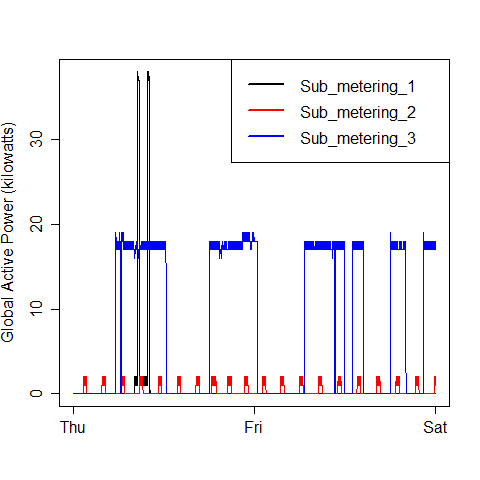 Sub_metering_1
Sub_metering_2
Sub_metering_3
Global Active Power (kilowatts)
30
20
10
0
Thu Fri Sat